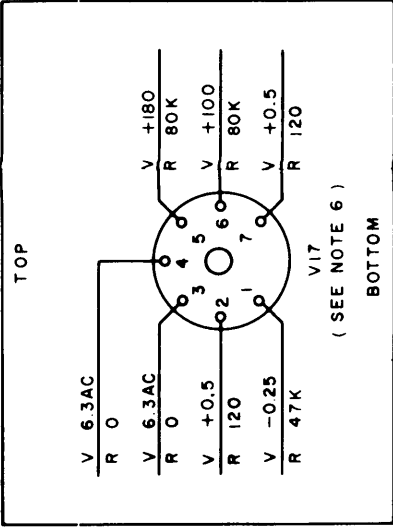 TOP
V 6.3AC
R 0
V 6.3AC
R 0
V +0.5
R 120
V -0.25
R 47K
4
3
5
2
6
1
7
V +180
R 80K
V +100
R 80K
V +0.5
R 120
V17
(SEE NOTE 6)
BOTTOM